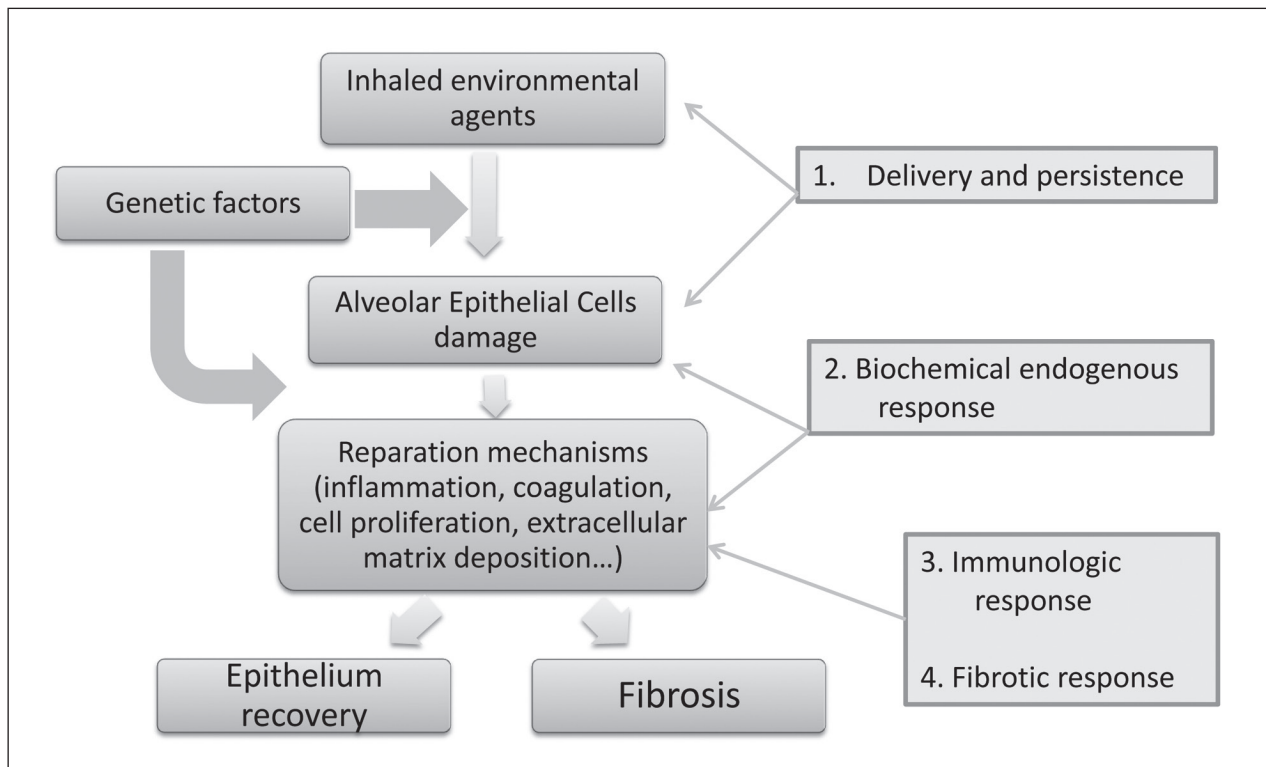 Inhaled environmental
agents
1. Delivery and persistence
Genetic factors
Alveolar Epithelial Cells
damage
2. Biochemical endogenous
response
Reparation mechanisms
(inflammation, coagulation,
cell proliferation, extracellular
matrix deposition…)
3. Immunologic
response
4. Fibrotic response
Epithelium
recovery
Fibrosis